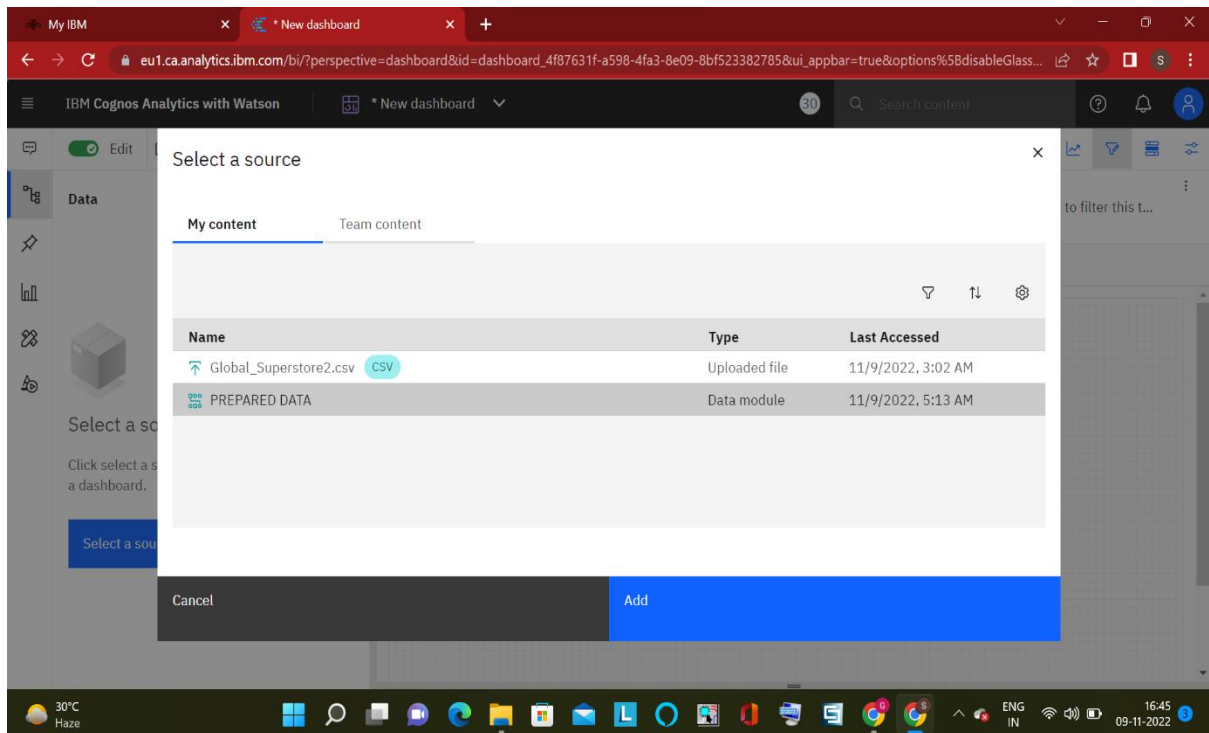 My IBM
* New dashboard
eu1.ca.analytics.ibm.com/bi/?perspective=dashboard&id=dashboard_4f87631f-a598-4fa3-8e09-8bf523382785&ui_appbar=true&options%5BdisableGlass...
S
IBM Cognos Analytics with Watson
* New dashboard
30
Search content
Edit
Select a source
Data
to filter this t...
My content
Team content
Name
Type
Last Accessed
Global_Superstore2.csv
CSV
Uploaded file
11/9/2022, 3:02 AM
PREPARED DATA
Data module
11/9/2022, 5:13 AM
Select a so
Click select a s
a dashboard.
Select a sou
Cancel
Add
30°C
Haze
ENG
IN
16:45
09-11-2022
3